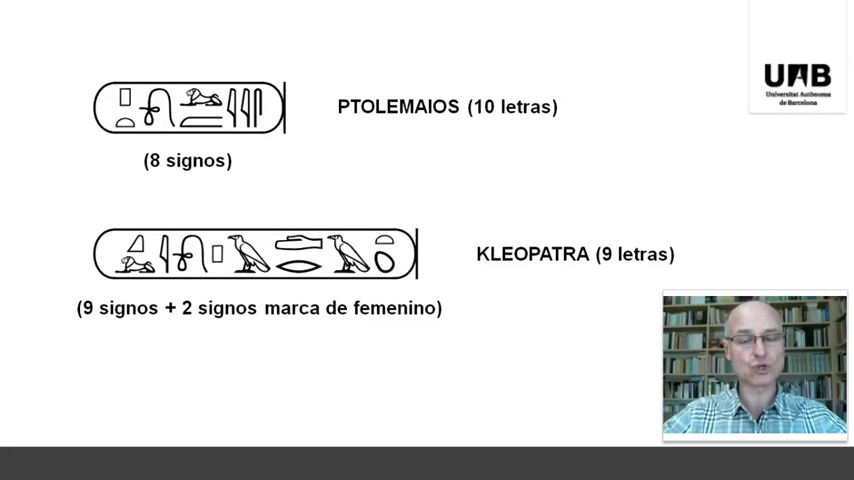 UAB
Universitat Autònoma
de Barcelona
PTOLEMAIOS (10 letras)
(8 signos)
KLEOPATRA (9 letras)
(9 signos + 2 signos marca de femenino)